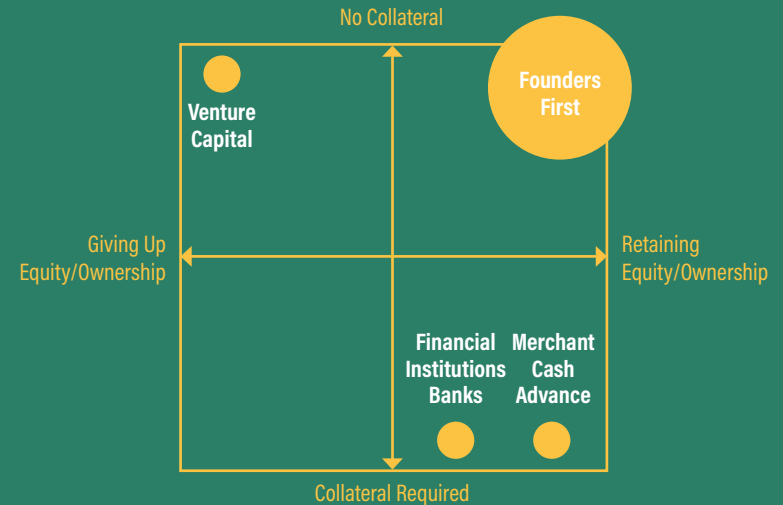 No Collateral
Founders
First
Venture
Capital
Giving Up
Equity/Ownership
Retaining
Equity/Ownership
Financial
Institutions
Banks
Merchant
Cash
Advance
Collateral Required